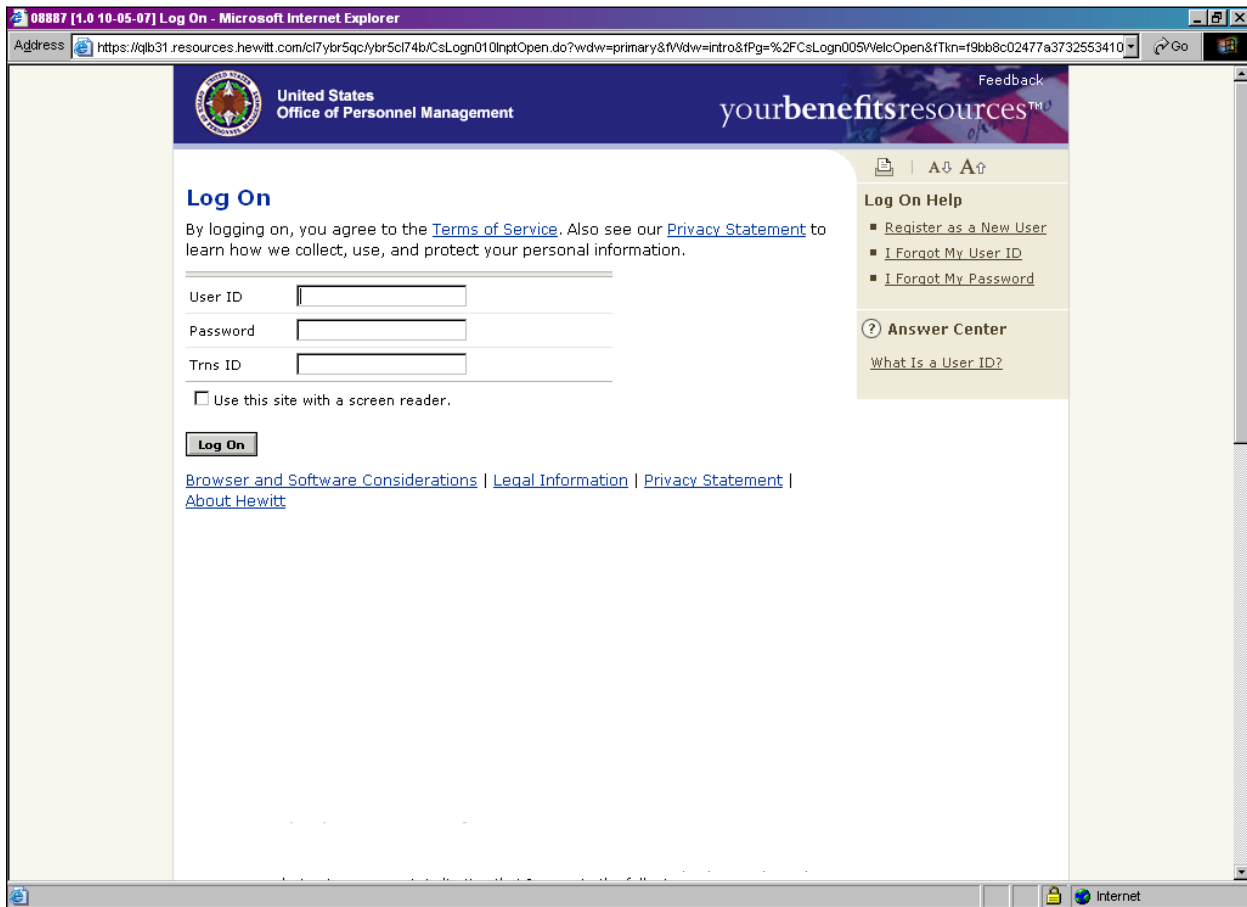 08887 [1.0 10-05-07] Log On - Microsoft Internet Explorer
Address https://qlb31.resources.hewitt.com/cl7ybr5qc/ybr5cl74b/CsLogn010InptOpen.do?wdw=primary&fWdw=intro&fPg=%2FCsLogn005WelcOpen&fTkn=f9bb8c02477a3732553410 Go
Feedback
United States
Office of Personnel Management
yourbenefitsresources™
A A
Log On
By logging on, you agree to the Terms of Service. Also see our Privacy Statement to
learn how we collect, use, and protect your personal information.
User ID
Password
Trns ID
Use this site with a screen reader.
Log On
Browser and Software Considerations | Legal Information | Privacy Statement |
About Hewitt
Log On Help
Register as a New User
I Forgot My User ID
I Forgot My Password
? Answer Center
What Is a User ID?
Internet